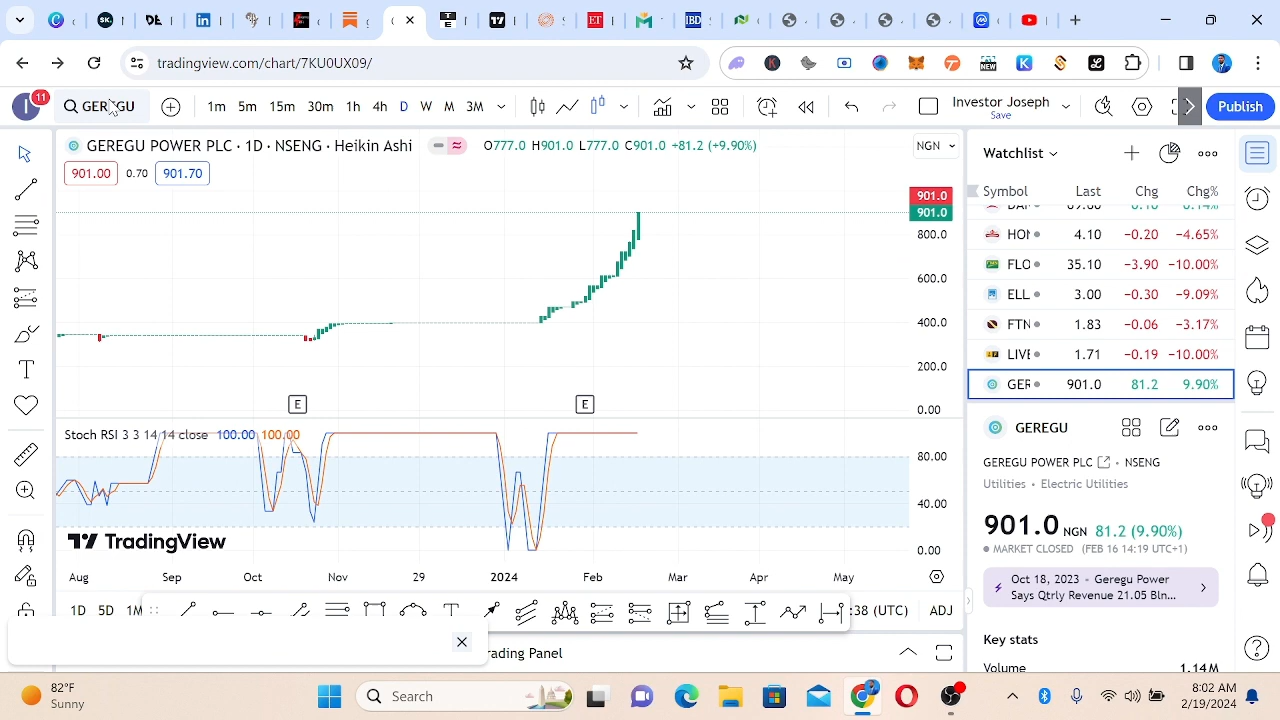 DE
in
ET
IBD
tradingview.com/chart/7KU0UX09/
NEW
11
GEREGU
1m 5m 15m 30m 1h 4h D W M 3M
Investor Joseph
Save
Publish
GEREGU POWER PLC · 1D · NSENG · Heikin Ashi
O777.0 H901.0 L777.0 C901.0 +81.2 (+9.90%)
NGN
901.00 0.70 901.70
901.0
901.0
800.0
600.0
400.0
200.0
0.00
E E
Stoch RSI 3 3 14 14 close 100.00 100.00
80.00
40.00
0.00
TradingView
Aug Sep Oct Nov 29 2024 Feb Mar Apr May
1D 5D 1M
:38 (UTC) ADJ
rading Panel
Watchlist
Symbol Last Chg Chg%
HON 4.10 −0.20 −4.65%
FLO 35.10 −3.90 −10.00%
ELL 3.00 −0.30 −9.09%
FTN 1.83 −0.06 −3.17%
LIVE 1.71 −0.19 −10.00%
GER 901.0 81.2 9.90%
GEREGU
GEREGU POWER PLC • NSENG
Utilities • Electric Utilities
901.0 NGN 81.2 (9.90%)
MARKET CLOSED (FEB 16 14:19 UTC+1)
Oct 18, 2023 - Geregu Power
Says Qtrly Revenue 21.05 Bln...
Key stats
Volume 1.14M
82°F
Sunny
Search
8:02 AM
2/19/2024